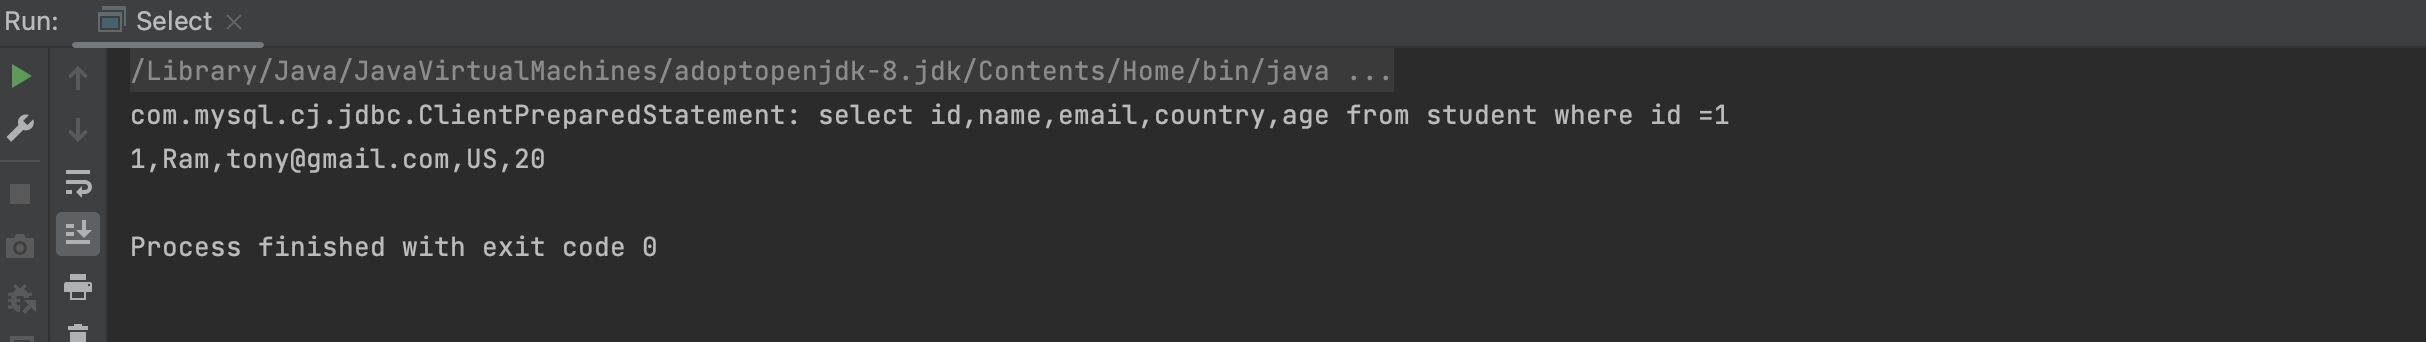 Run: Select
/Library/Java/JavaVirtualMachines/adoptopenjdk-8.jdk/Contents/Home/bin/java ...
com.mysql.cj.jdbc.ClientPreparedStatement: select id,name,email,country,age from student where id =1
1,Ram,tony@gmail.com,US,20
Process finished with exit code 0